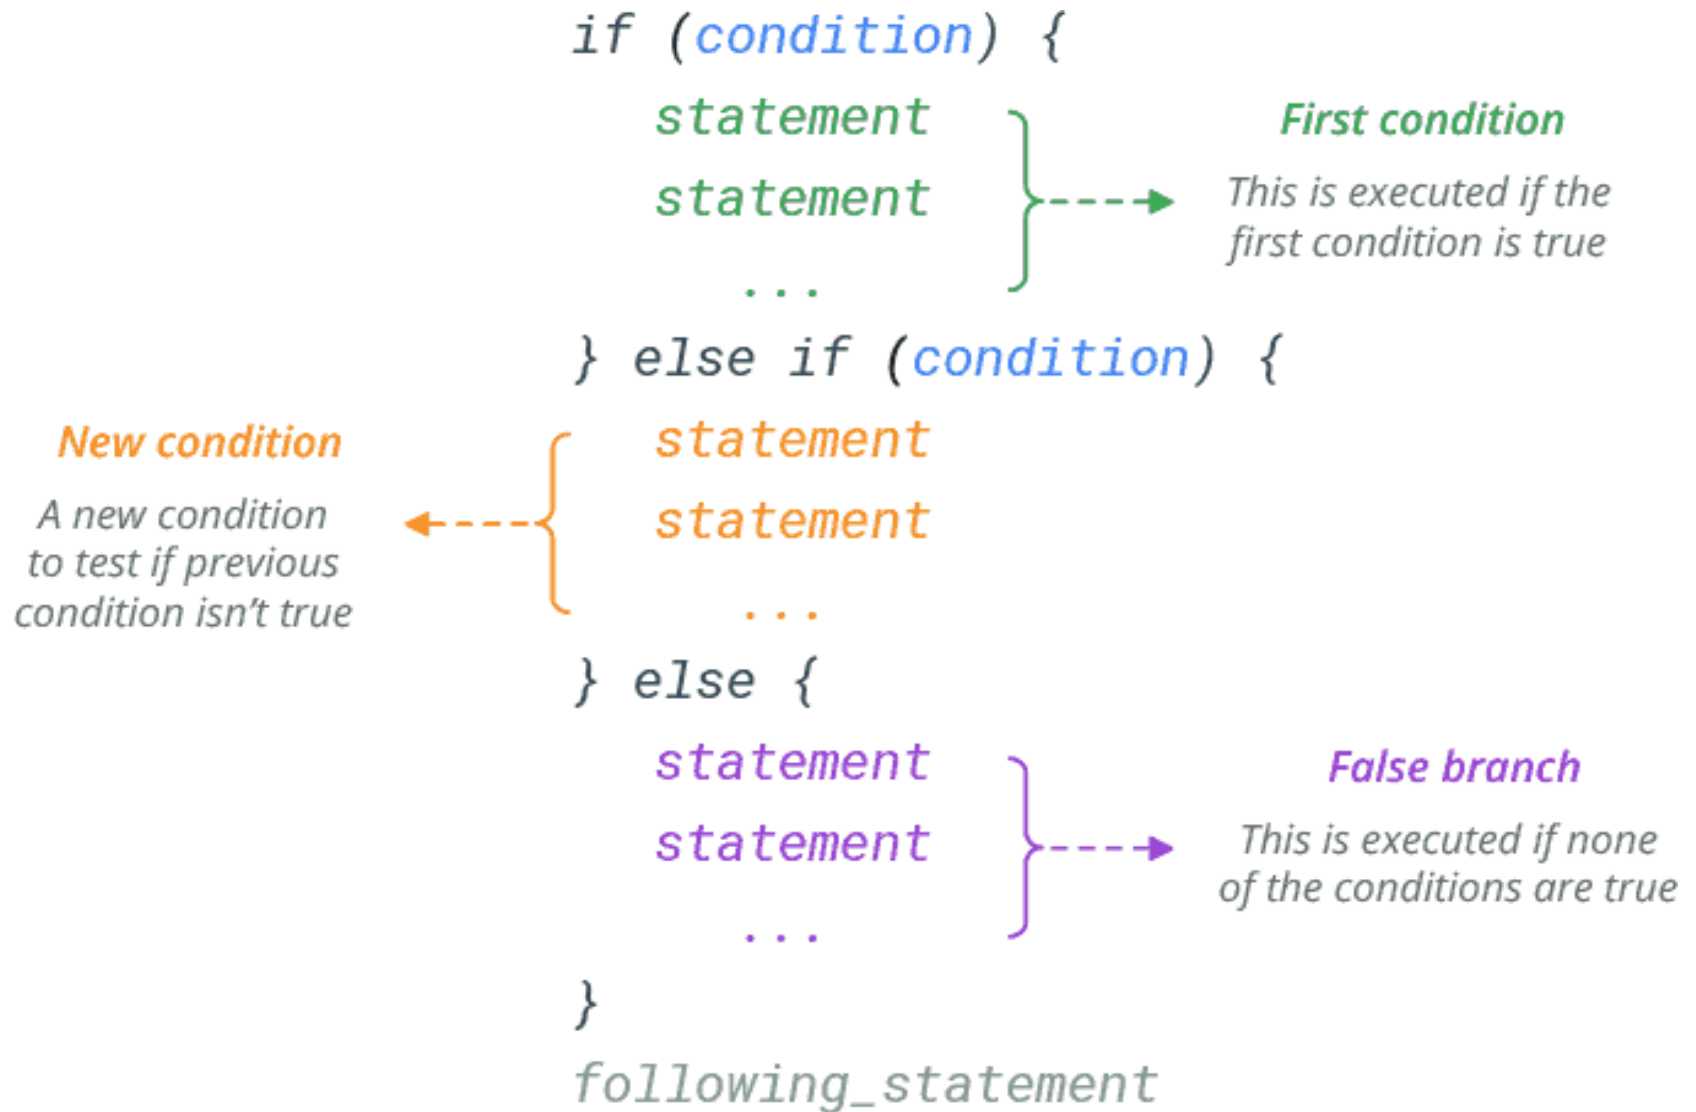 if (condition) {
statement
statement
...
First condition
This is executed if the
first condition is true
} else if (condition) {
New condition
A new condition
to test if previous
condition isn’t true
statement
statement
...
} else {
statement
statement
...
False branch
This is executed if none
of the conditions are true
}
following_statement